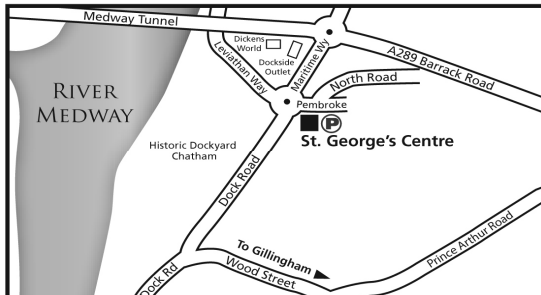 Medway Tunnel
Dickens
World
Dockside
Outlet
Leviathan Way
Maritime Wy
A289 Barrack Road
North Road
Pembroke
RIVER
MEDWAY
P
St. George's Centre
Historic Dockyard
Chatham
Dock Road
To Gillingham
Wood Street
Dock Rd
Prince Arthur Road